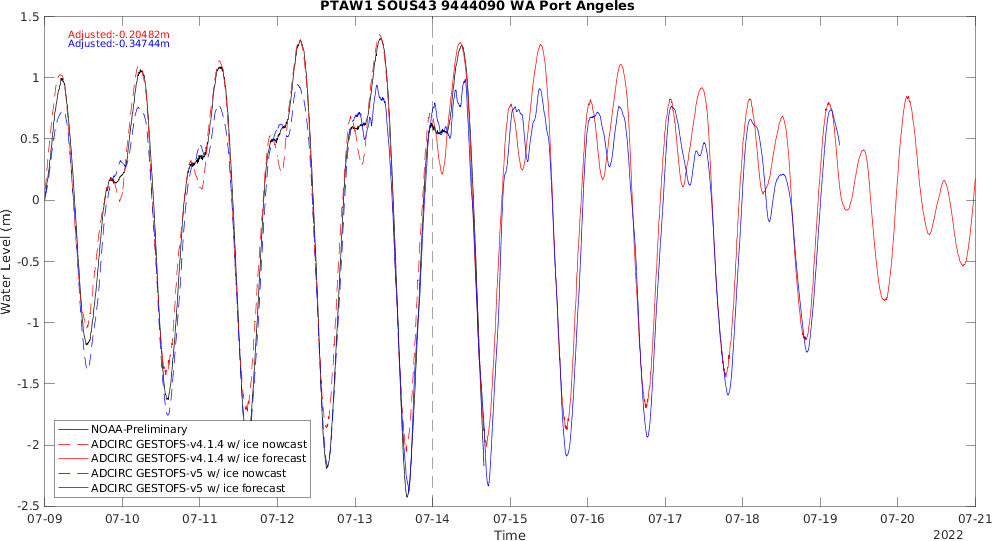 PTAW1 SOUS43 9444090 WA Port Angeles
Adjusted:-0.20482m
Adjusted:-0.34744m
1.5
1
0.5
0
-0.5
-1
-1.5
-2
-2.5
Water Level (m)
NOAA-Preliminary
ADCIRC GESTOFS-v4.1.4 w/ ice nowcast
ADCIRC GESTOFS-v4.1.4 w/ ice forecast
ADCIRC GESTOFS-v5 w/ ice nowcast
ADCIRC GESTOFS-v5 w/ ice forecast
07-09 07-10 07-11 07-12 07-13 07-14 07-15 07-16 07-17 07-18 07-19 07-20 07-21
Time
2022